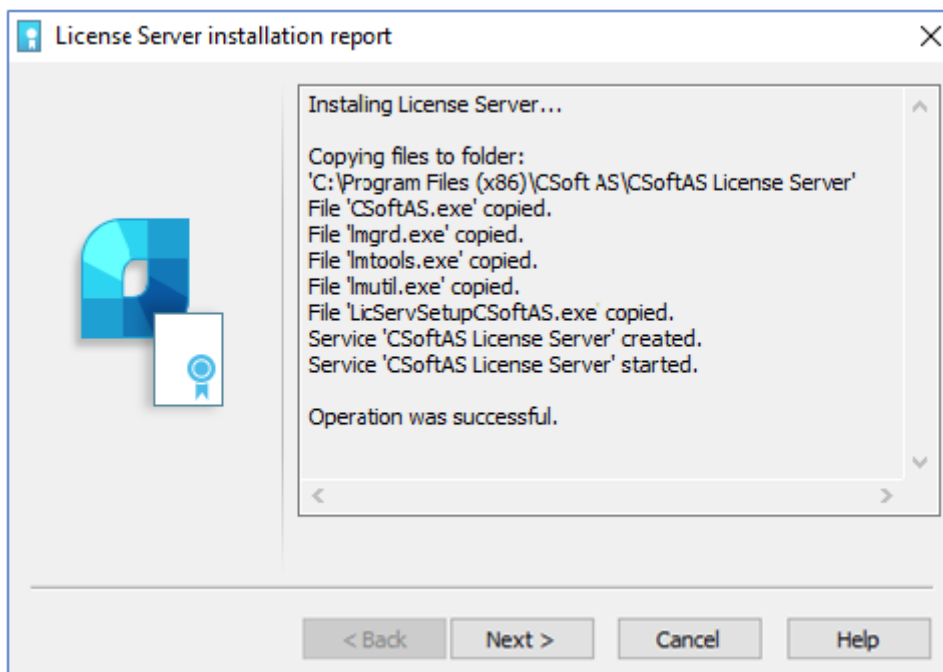 License Server installation report
Instaling License Server...
Copying files to folder:
'C:\Program Files (x86)\CSoft AS\CSoftAS License Server'
File 'CSoftAS.exe' copied.
File 'lmgrd.exe' copied.
File 'lmtools.exe' copied.
File 'lmutil.exe' copied.
File 'LicServSetupCSoftAS.exe' copied.
Service 'CSoftAS License Server' created.
Service 'CSoftAS License Server' started.
Operation was successful.
< Back Next > Cancel Help